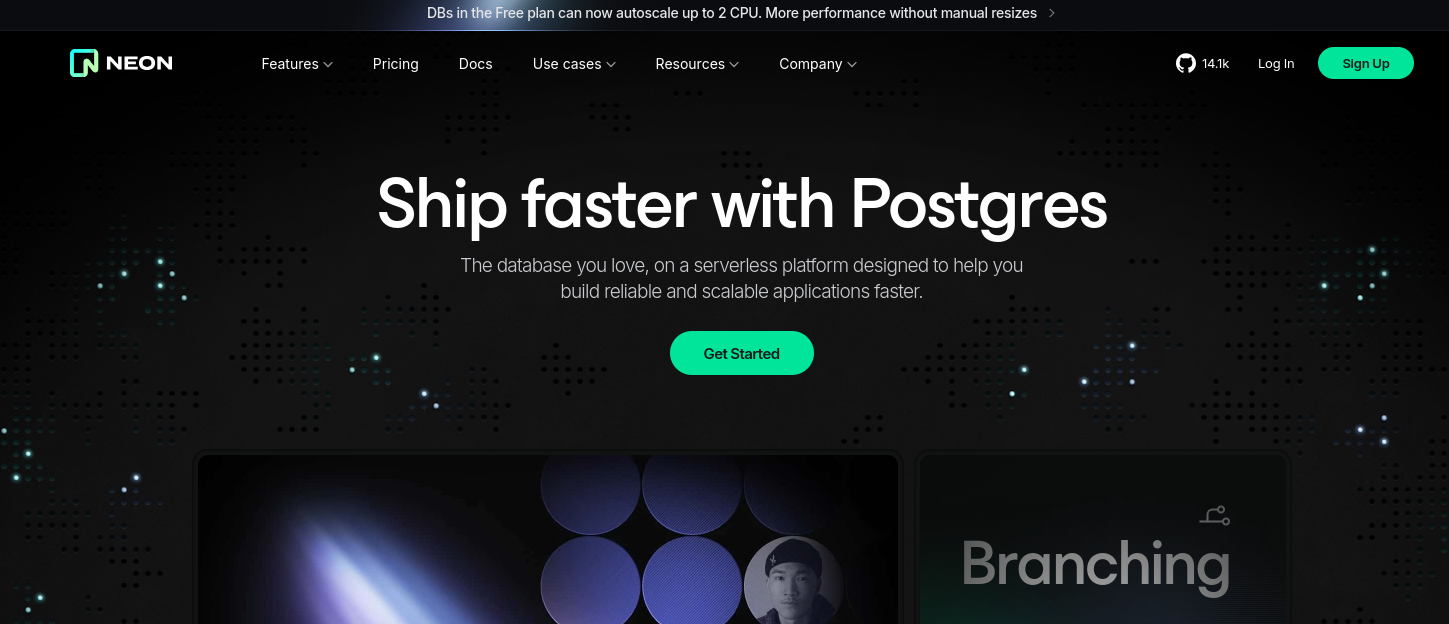 DBs in the Free plan can now autoscale up to 2 CPU. More performance without manual resizes
NEON
Features
Pricing
Docs
Use cases
Resources
Company
14.1k
Log In
Sign Up
Ship faster with Postgres
The database you love, on a serverless platform designed to help you
build reliable and scalable applications faster.
Get Started
Branching